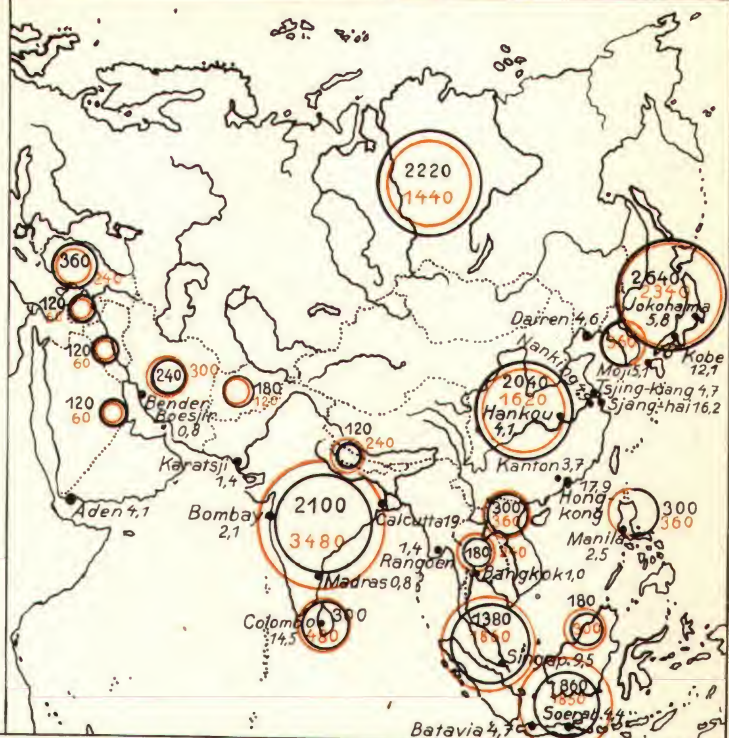 2220
1440
360
240
2640
2340
Jokohama
5,8
120
60
Darren 4,6
360
Kobe
12,1
Moji 5,1
Nanking
120
60
240
300
180
120
2040
1620
Hankou
4,1
Tsjing-kiang 4,7
Sjang-hai 16,2
Bender
Boesjir
0,8
120
60
120
240
Karatsji
1,4
Kanton 3,7
17,9
Hong-
kong
Aden 4,1
Bombay
2,1
2100
3480
Calcutta 19
300
360
300
360
Manila
2,5
1,4
Rangoen
180
240
Bangkok 1,0
Madras 0,8
Colombo
14,5
300
480
180
300
1380
Singap. 9,5
1860
Soerab. 4,4
Batavia 4,7